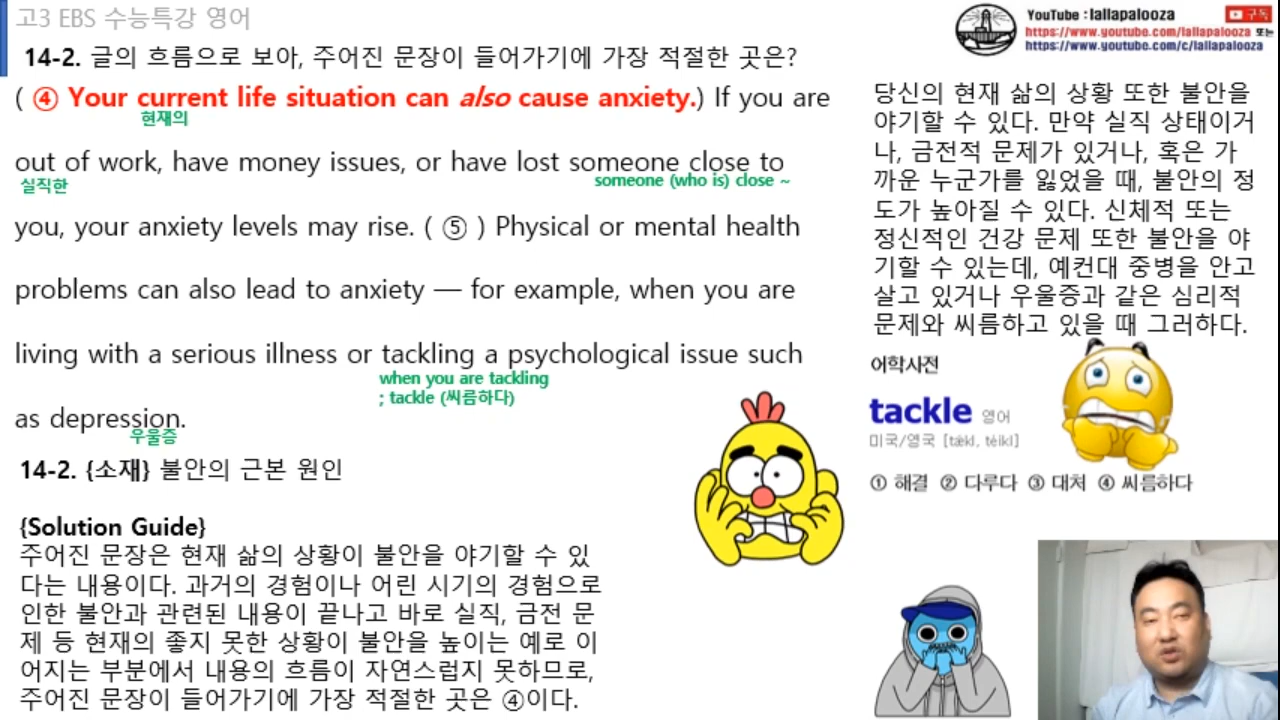 고3 EBS 수능특강 영어
YouTube : lallapalooza
구독
https://www.youtube.com/lallapalooza 또는
https://www.youtube.com/c/lallapalooza
14-2. 글의 흐름으로 보아, 주어진 문장이 들어가기에 가장 적절한 곳은?
( ④ Your current life situation can also cause anxiety.) If you are
현재의
out of work, have money issues, or have lost someone close to
실직한
someone (who is) close ~
you, your anxiety levels may rise. ( ⑤ ) Physical or mental health
problems can also lead to anxiety — for example, when you are
living with a serious illness or tackling a psychological issue such
when you are tackling
; tackle (씨름하다)
as depression.
우울증
14-2. {소재} 불안의 근본 원인
{Solution Guide}
주어진 문장은 현재 삶의 상황이 불안을 야기할 수 있
다는 내용이다. 과거의 경험이나 어린 시기의 경험으로
인한 불안과 관련된 내용이 끝나고 바로 실직, 금전 문
제 등 현재의 좋지 못한 상황이 불안을 높이는 예로 이
어지는 부분에서 내용의 흐름이 자연스럽지 못하므로,
주어진 문장이 들어가기에 가장 적절한 곳은 ④이다.
당신의 현재 삶의 상황 또한 불안을
야기할 수 있다. 만약 실직 상태이거
나, 금전적 문제가 있거나, 혹은 가
까운 누군가를 잃었을 때, 불안의 정
도가 높아질 수 있다. 신체적 또는
정신적인 건강 문제 또한 불안을 야
기할 수 있는데, 예컨대 중병을 안고
살고 있거나 우울증과 같은 심리적
문제와 씨름하고 있을 때 그러하다.
어학사전
tackle 영어
미국/영국 [tækl, téikl]
① 해결 ② 다루다 ③ 대처 ④ 씨름하다